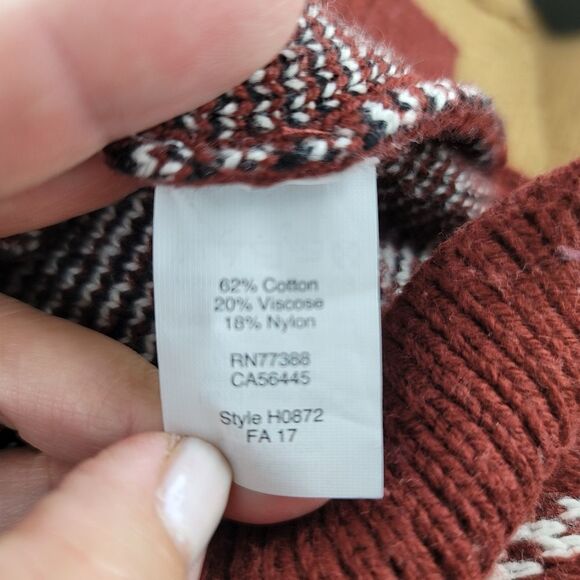 62% Cotton
20% Viscose
18% Nylon
RN77388
CA56445
Style H0872
FA 17